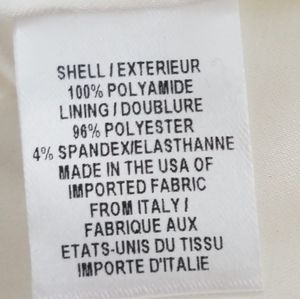 SHELL / EXTERIEUR
100% POLYAMIDE
LINING / DOUBLURE
96% POLYESTER
4% SPANDEX/ELASTHANNE
MADE IN THE USA OF
IMPORTED FABRIC
FROM ITALY /
FABRIQUE AUX
ETATS-UNIS DU TISSU
IMPORTE D'ITALIE